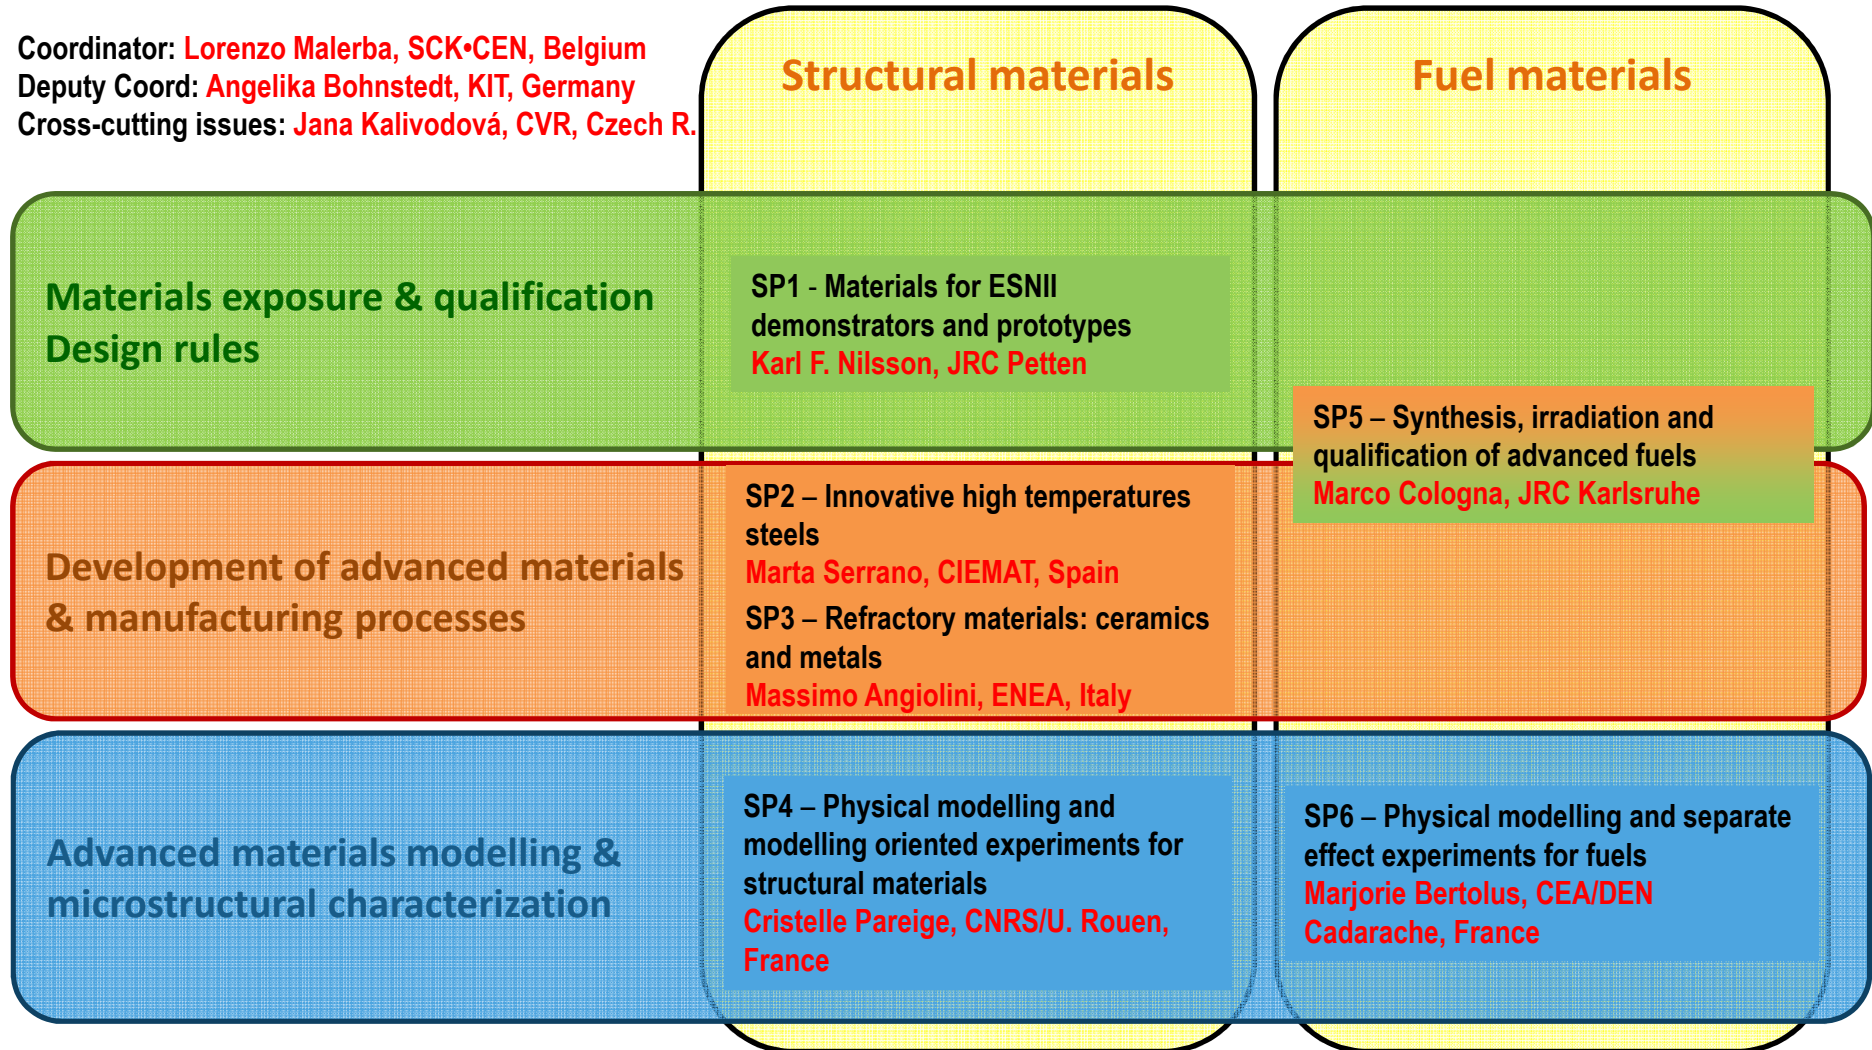 Coordinator: Lorenzo Malerba, SCK•CEN, Belgium
Deputy Coord: Angelika Bohnstedt, KIT, Germany
Cross-cutting issues: Jana Kalivodová, CVR, Czech R.
Structural materials
Fuel materials
Materials exposure & qualification
Design rules
SP1 - Materials for ESNII
demonstrators and prototypes
Karl F. Nilsson, JRC Petten
SP5 – Synthesis, irradiation and
qualification of advanced fuels
Marco Cologna, JRC Karlsruhe
Development of advanced materials
& manufacturing processes
SP2 – Innovative high temperatures
steels
Marta Serrano, CIEMAT, Spain
SP3 – Refractory materials: ceramics
and metals
Massimo Angiolini, ENEA, Italy
Advanced materials modelling &
microstructural characterization
SP4 – Physical modelling and
modelling oriented experiments for
structural materials
Cristelle Pareige, CNRS/U. Rouen,
France
SP6 – Physical modelling and separate
effect experiments for fuels
Marjorie Bertolus, CEA/DEN
Cadarache, France